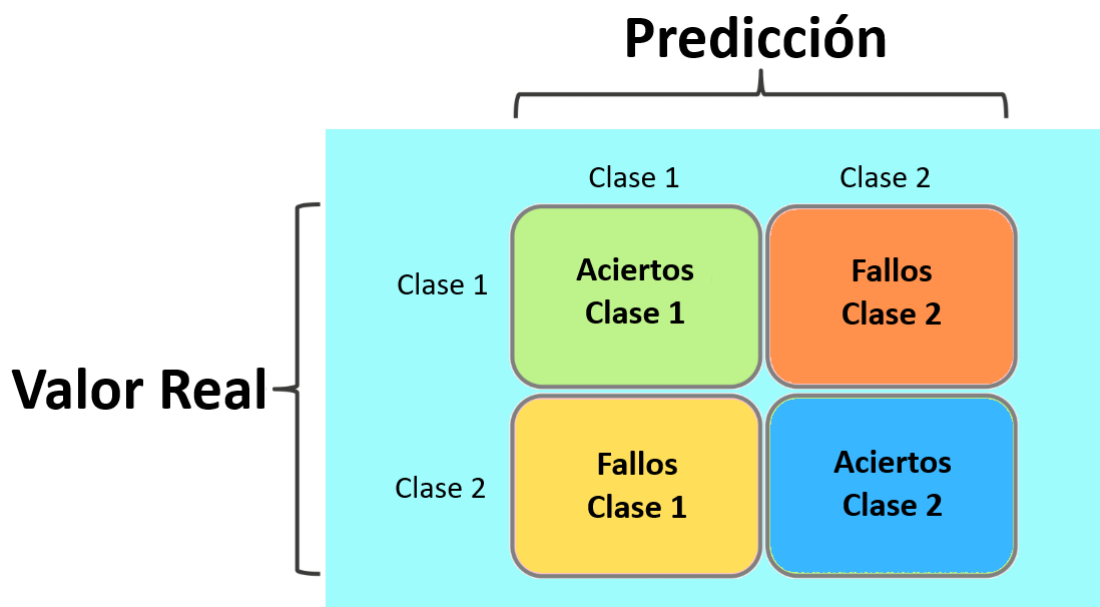 Predicción
Clase 1 Clase 2
Clase 1
Aciertos
Clase 1
Fallos
Clase 2
Valor Real
Clase 2
Fallos
Clase 1
Aciertos
Clase 2